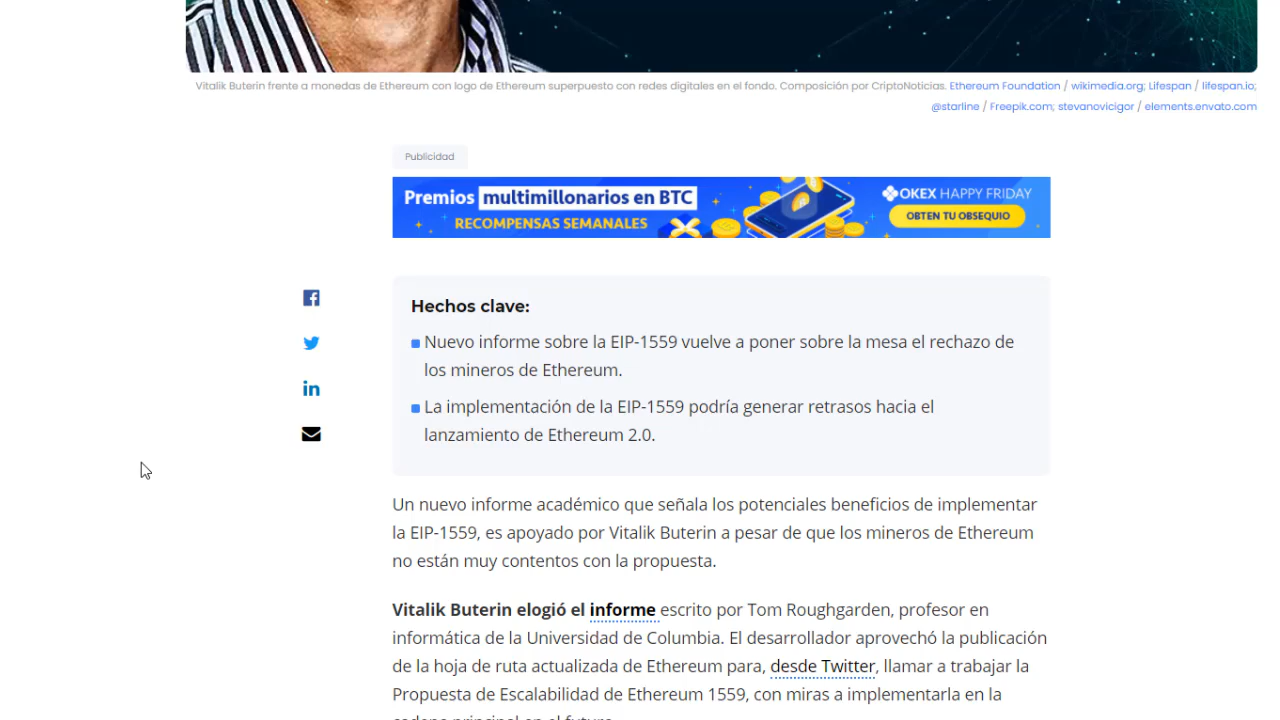 Vitalik Buterin frente a monedas de Ethereum con logo de Ethereum superpuesto con redes digitales en el fondo. Composición por CriptoNoticias. Ethereum Foundation / wikimedia.org; Lifespan / lifespan.io;
@starline / Freepik.com; stevanovicigor / elements.envato.com
Publicidad
Premios multimillonarios en BTC
RECOMPENSAS SEMANALES
OKEX HAPPY FRIDAY
OBTEN TU OBSEQUIO
Hechos clave:
Nuevo informe sobre la EIP-1559 vuelve a poner sobre la mesa el rechazo de
los mineros de Ethereum.
La implementación de la EIP-1559 podría generar retrasos hacia el
lanzamiento de Ethereum 2.0.
Un nuevo informe académico que señala los potenciales beneficios de implementar
la EIP-1559, es apoyado por Vitalik Buterin a pesar de que los mineros de Ethereum
no están muy contentos con la propuesta.
Vitalik Buterin elogió el informe escrito por Tom Roughgarden, profesor en
informática de la Universidad de Columbia. El desarrollador aprovechó la publicación
de la hoja de ruta actualizada de Ethereum para, desde Twitter, llamar a trabajar la
Propuesta de Escalabilidad de Ethereum 1559, con miras a implementarla en la
cadena principal en el futuro.